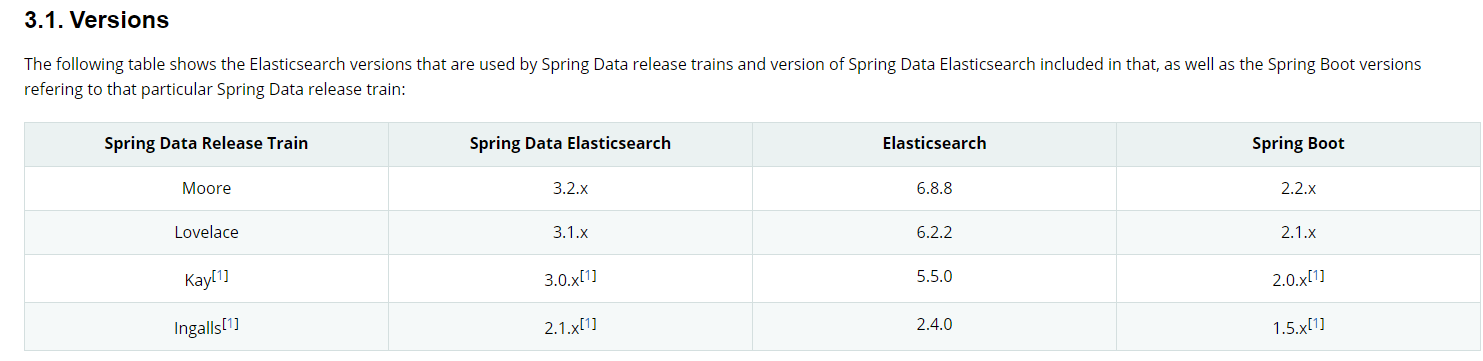 3.1. Versions
The following table shows the Elasticsearch versions that are used by Spring Data release trains and version of Spring Data Elasticsearch included in that, as well as the Spring Boot versions
refering to that particular Spring Data release train:
Spring Data Release Train Spring Data Elasticsearch Elasticsearch Spring Boot
Moore 3.2.x 6.8.8 2.2.x
Lovelace 3.1.x 6.2.2 2.1.x
Kay[1] 3.0.x[1] 5.5.0 2.0.x[1]
Ingalls[1] 2.1.x[1] 2.4.0 1.5.x[1]